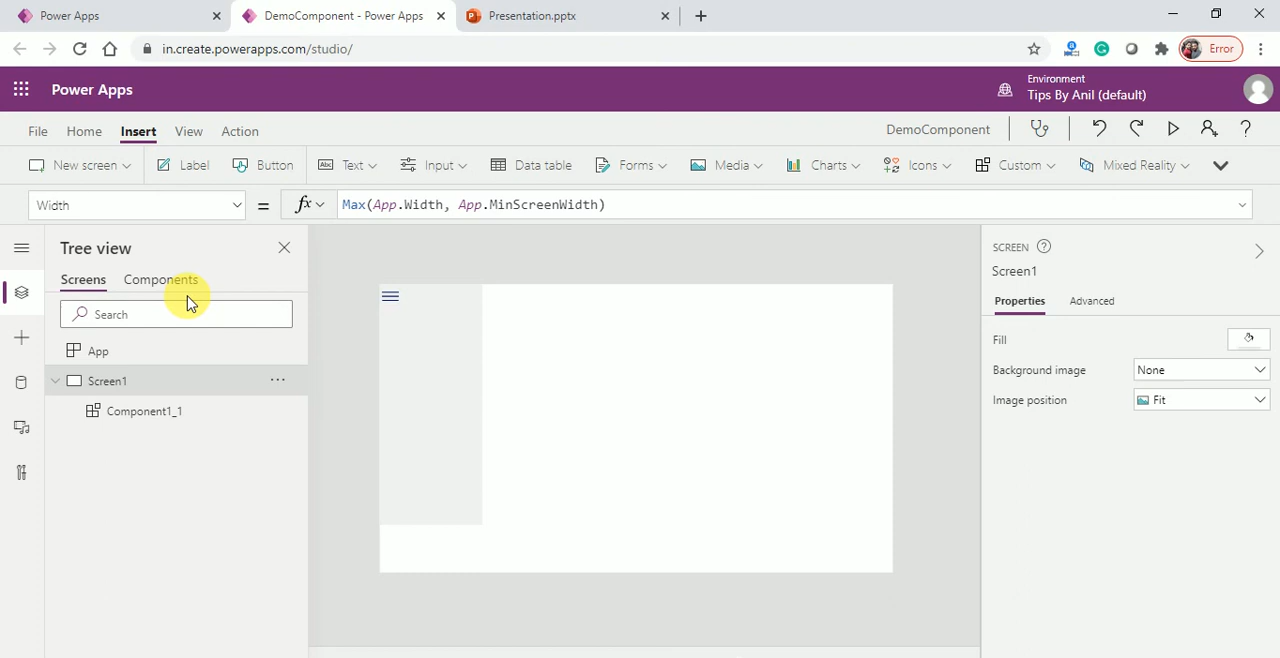 Power Apps
DemoComponent - Power Apps
Presentation.pptx
in.create.powerapps.com/studio/
Error
Power Apps
Environment
Tips By Anil (default)
File Home Insert View Action
DemoComponent
New screen Label Button Text Input Data table Forms Media Charts Icons Custom Mixed Reality
Width = fx Max(App.Width, App.MinScreenWidth)
Tree view
Screens Components
Search
App
Screen1
Component1_1
SCREEN
Screen1
Properties Advanced
Fill
Background image None
Image position Fit